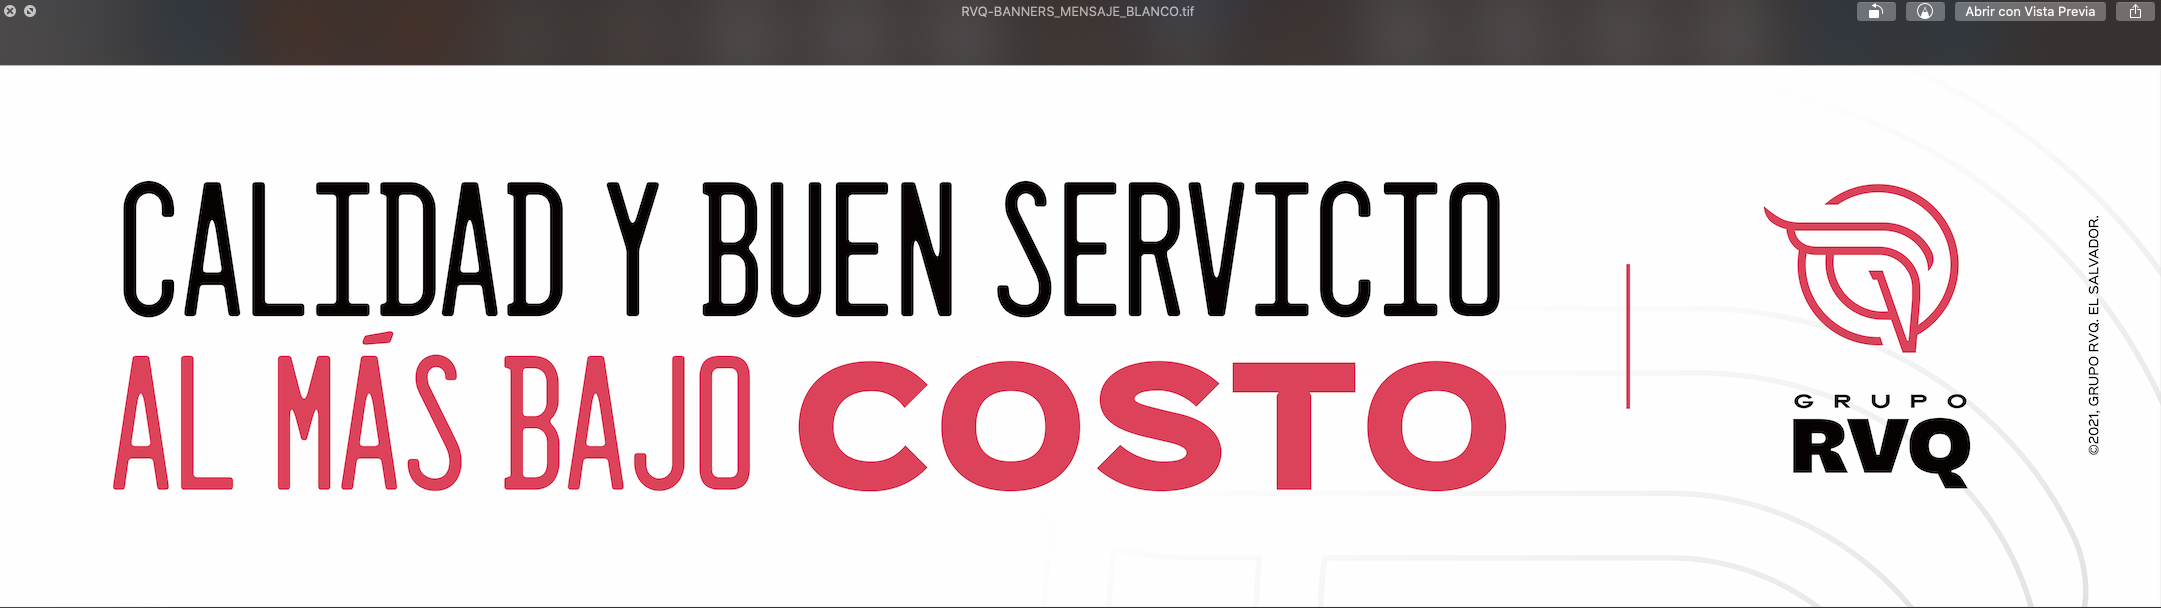 RVQ-BANNERS_MENSAJE_BLANCO.tif
Abrir con Vista Previa
CALIDAD Y BUEN SERVICIO
AL MÁS BAJO COSTO
GRUPO
RVQ
©2021, GRUPO RVQ. EL SALVADOR.